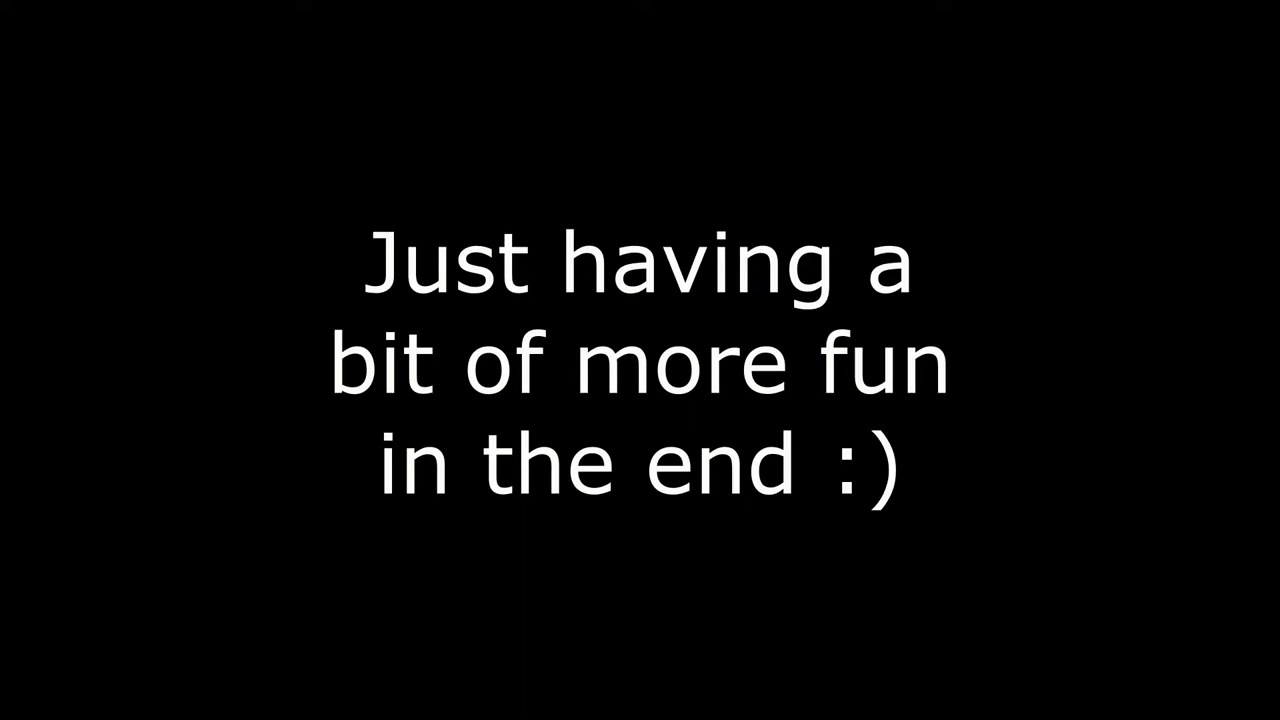 Just having a
bit of more fun
in the end :)